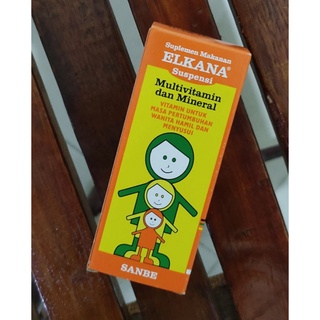 Suplemen Makanan
ELKANA®
Suspensi
Multivitamin
dan Mineral
VITAMIN UNTUK
MASA PERTUMBUHAN
WANITA HAMIL DAN
MENYUSUI
SANBE